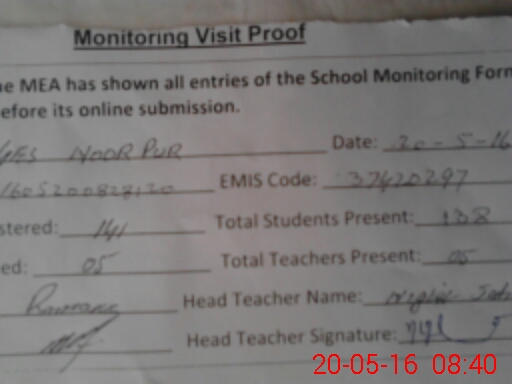 Monitoring Visit Proof
he MEA has shown all entries of the School Monitoring Form
efore its online submission.
GES NOOR PUR Date: 20-5-16
1605200828120 EMIS Code: 37420297
stered: 141 Total Students Present: 138
ed: 05 Total Teachers Present: 05
Head Teacher Name:
Head Teacher Signature:
20-05-16 08:40